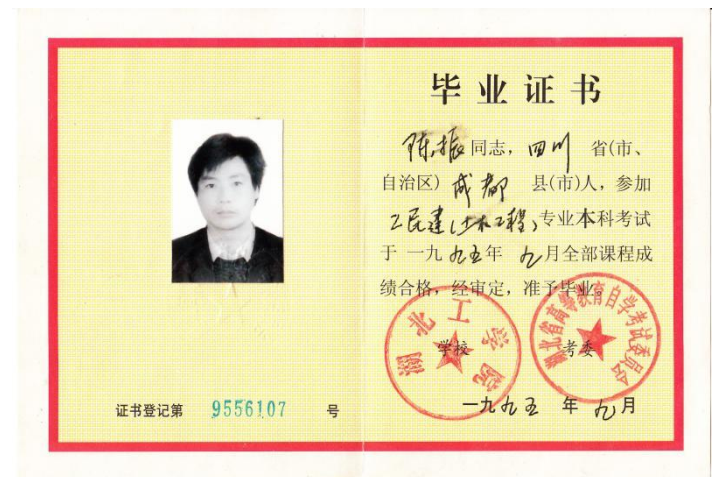 毕业证书
陈振同志，四川 省(市、
自治区) 成都 县(市)人，参加
工民建(土木工程)专业本科考试
于一九九五年 九月全部课程成
绩合格，经审定，准予毕业。
湖北工学院
学校
湖北省高等教育自学考试委员会
考委
一九九五 年 九月
证书登记第 9556107 号